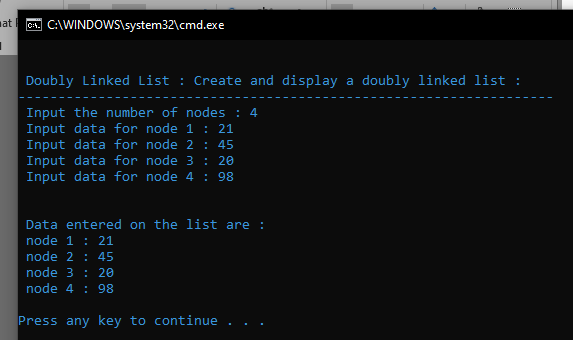 C:\WINDOWS\system32\cmd.exe
Doubly Linked List : Create and display a doubly linked list :
-------------------------------------------------------------------
Input the number of nodes : 4
Input data for node 1 : 21
Input data for node 2 : 45
Input data for node 3 : 20
Input data for node 4 : 98
Data entered on the list are :
node 1 : 21
node 2 : 45
node 3 : 20
node 4 : 98
Press any key to continue . . .